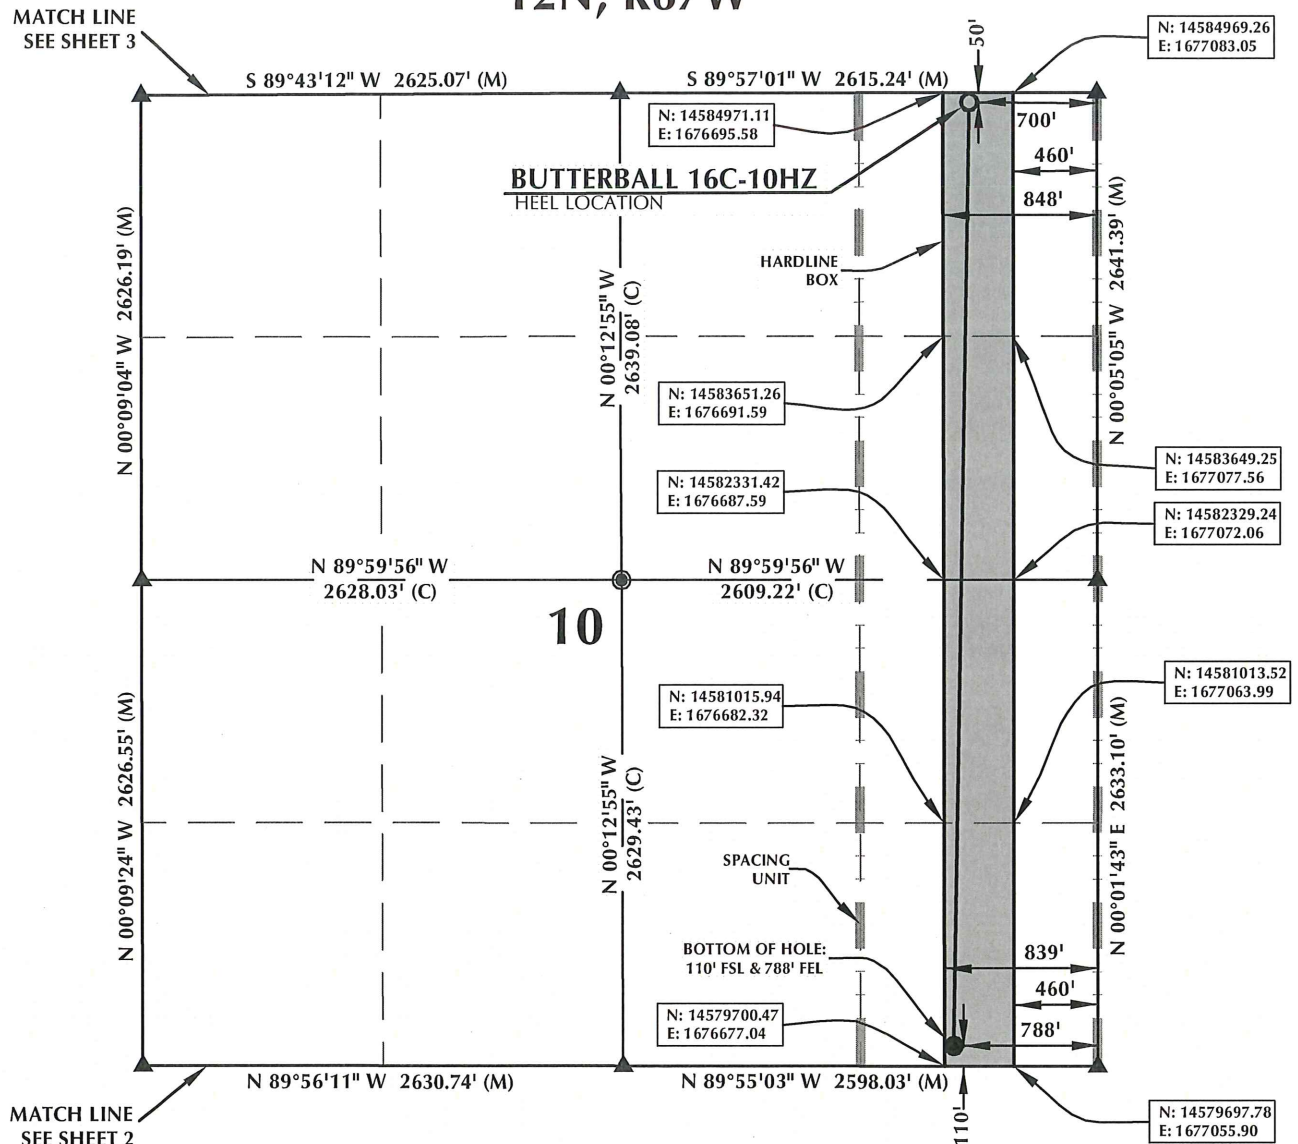 12N, R67W
MATCH LINE
SEE SHEET 3
50'
N: 14584969.26
E: 1677083.05
S 89°43'12" W 2625.07' (M)
S 89°57'01" W 2615.24' (M)
N: 14584971.11
E: 1676695.58
700'
460'
BUTTERBALL 16C-10HZ
HEEL LOCATION
848'
HARDLINE
BOX
N 00°09'04" W 2626.19' (M)
N 00°12'55" W
2639.08' (C)
N 00°05'05" W 2641.39' (M)
N: 14583651.26
E: 1676691.59
N: 14583649.25
E: 1677077.56
N: 14582331.42
E: 1676687.59
N: 14582329.24
E: 1677072.06
N 89°59'56" W
2628.03' (C)
N 89°59'56" W
2609.22' (C)
10
N: 14581015.94
E: 1676682.32
N: 14581013.52
E: 1677063.99
N 00°09'24" W 2626.55' (M)
N 00°12'55" W
2629.43' (C)
N 00°01'43" E 2633.10' (M)
SPACING
UNIT
BOTTOM OF HOLE:
110' FSL & 788' FEL
839'
460'
N: 14579700.47
E: 1676677.04
788'
N 89°56'11" W 2630.74' (M)
N 89°55'03" W 2598.03' (M)
110'
MATCH LINE
SEE SHEET 2
N: 14579697.78
E: 1677055.90